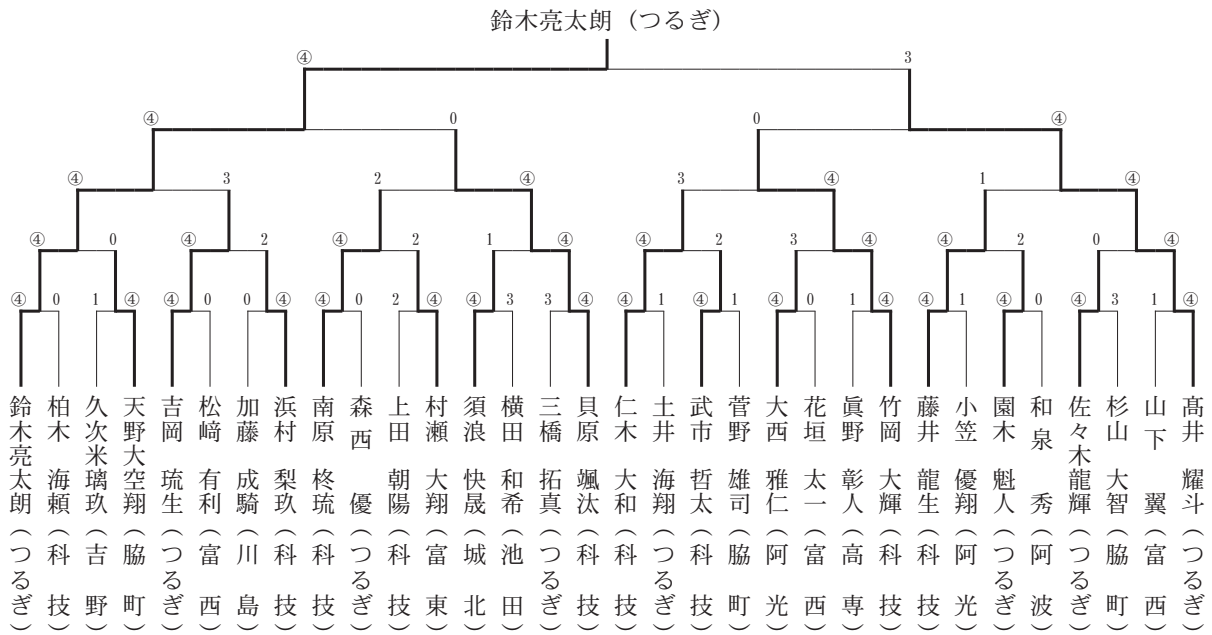 鈴木亮太朗（つるぎ）
④ 3
④ 0 0 ④
④ 3 2 ④ 3 ④ 1 ④
④ 0 ④ 2 ④ 2 1 ④ ④ 2 3 ④ ④ 2 0 ④
④ 0 1 ④ ④ 0 0 ④ ④ 0 2 ④ ④ 3 3 ④ ④ 1 ④ 1 ④ 0 1 ④ ④ 1 ④ 0 ④ 3 1 ④
鈴木亮太朗（つるぎ）
柏木 海頼（科 技）
久次米璃玖（吉 野）
天野大空翔（脇 町）
吉岡 琉生（つるぎ）
松﨑 有利（富 西）
加藤 成騎（川 島）
浜村 梨玖（科 技）
南原 柊琉（科 技）
森西 優（つるぎ）
上田 朝陽（科 技）
村瀬 大翔（富 東）
須浪 快晟（城 北）
横田 和希（池 田）
三橋 拓真（つるぎ）
貝原 颯汰（科 技）
仁木 大和（科 技）
土井 海翔（つるぎ）
武市 哲太（科 技）
菅野 雄司（脇 町）
大西 雅仁（阿 光）
花垣 太一（富 西）
眞野 彰人（高 専）
竹岡 大輝（科 技）
藤井 龍生（科 技）
小笠 優翔（阿 光）
園木 魁人（つるぎ）
和泉 秀（阿 波）
佐々木龍輝（つるぎ）
杉山 大智（脇 町）
山下 翼（富 西）
髙井 耀斗（つるぎ）